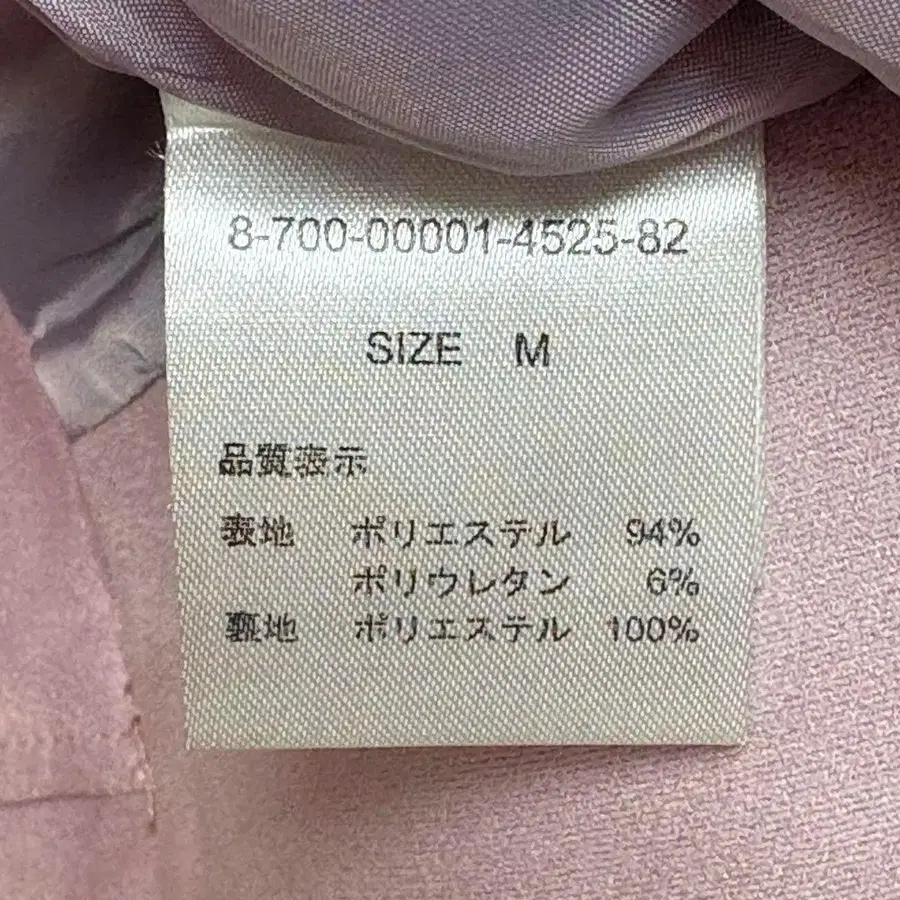 8-700-00001-4525-82
SIZE M
品質表示
表地 ポリエステル 94%
ポリウレタン 6%
裏地 ポリエステル 100%